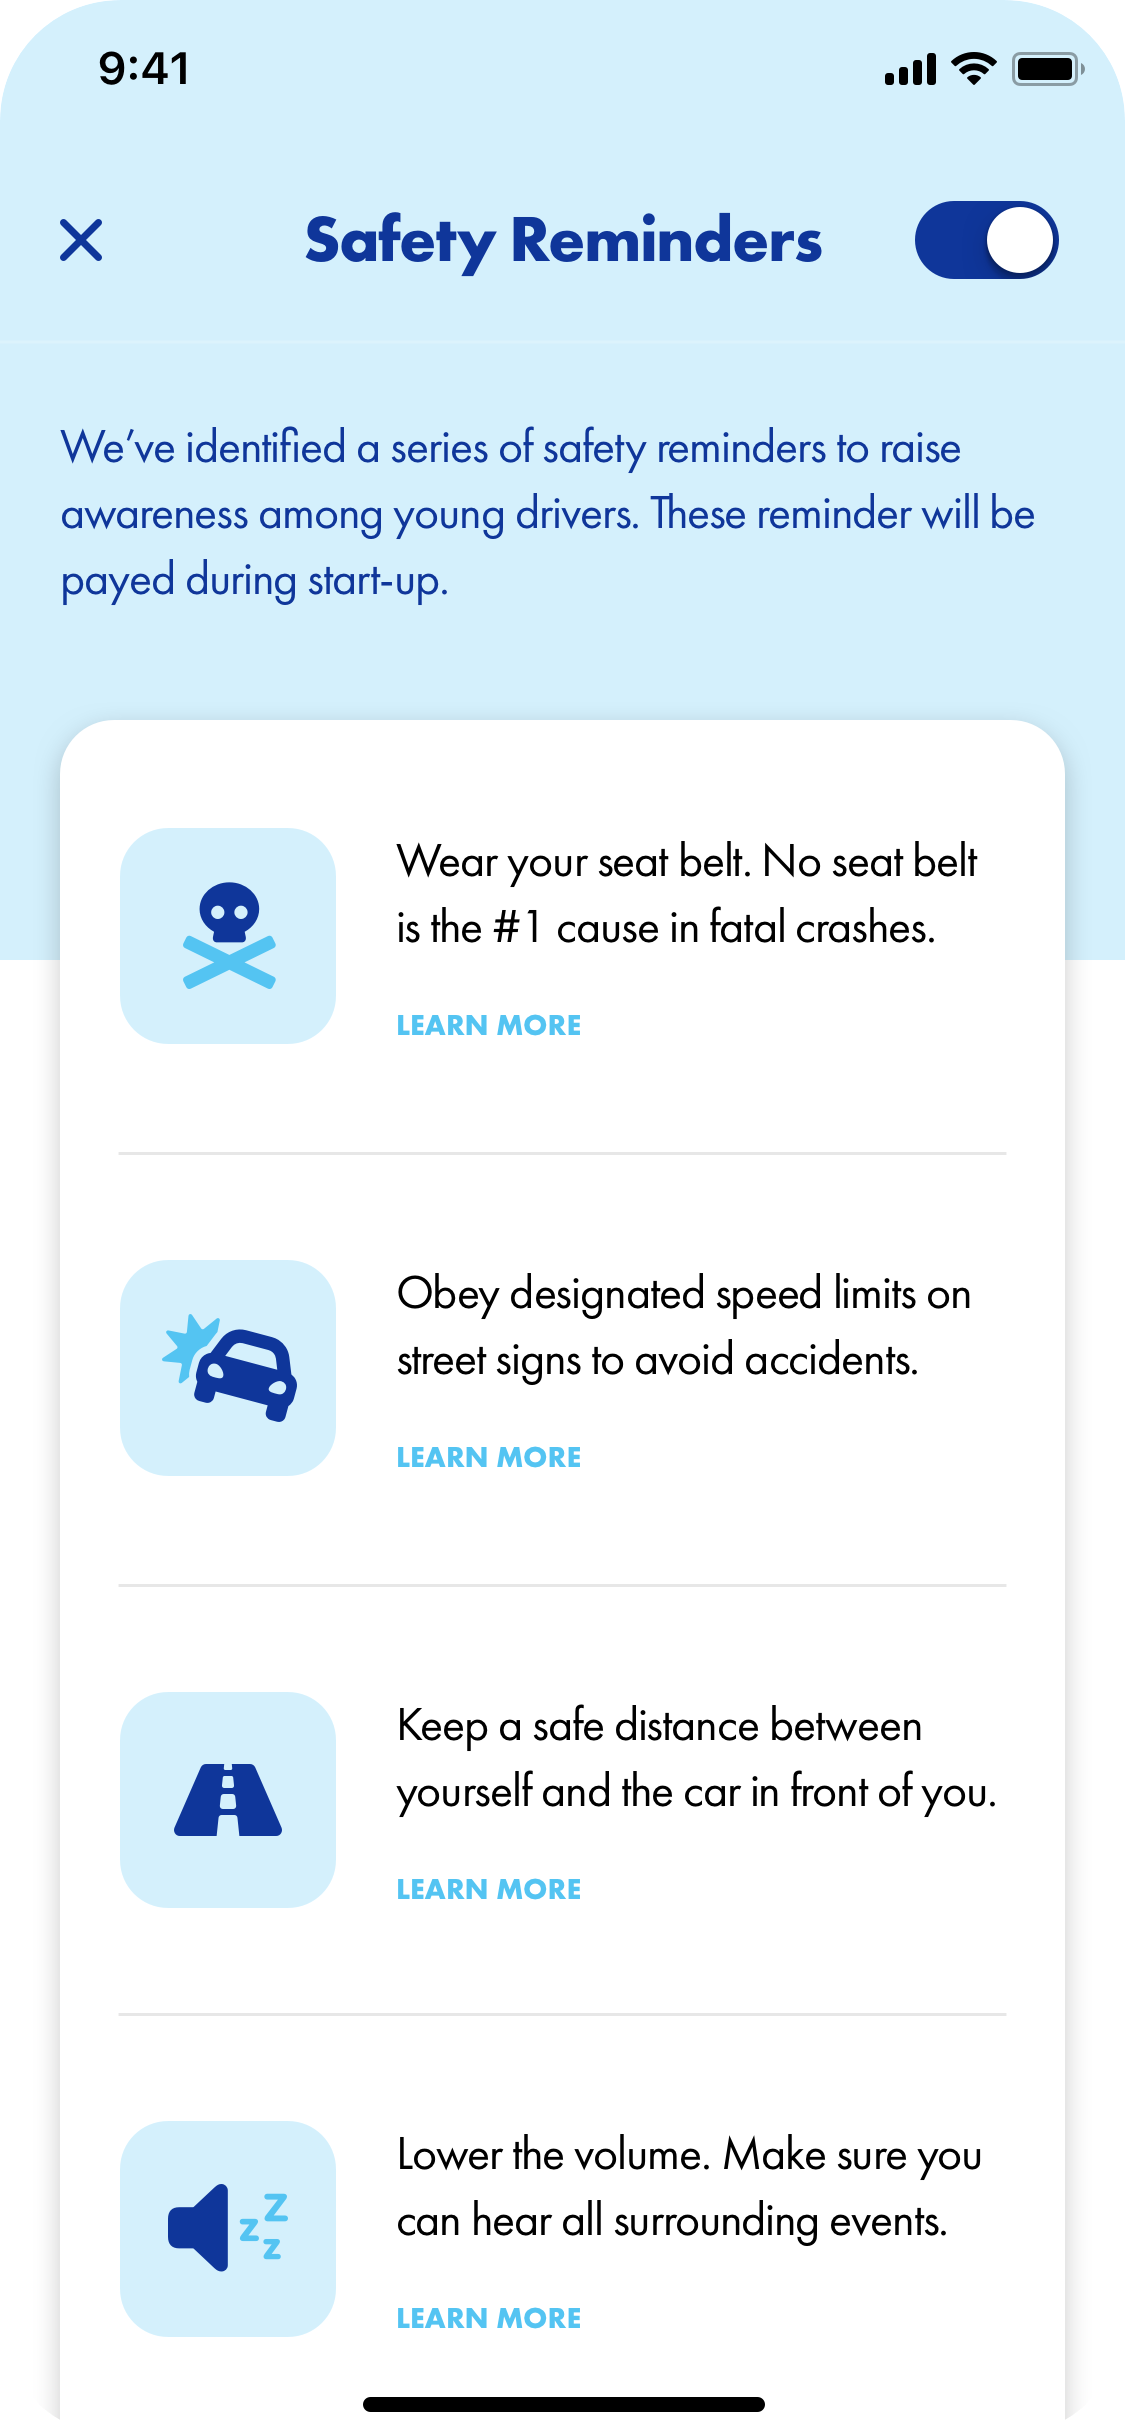 9:41
Safety Reminders
We’ve identified a series of safety reminders to raise
awareness among young drivers. These reminder will be
payed during start-up.
Wear your seat belt. No seat belt
is the #1 cause in fatal crashes.
LEARN MORE
Obey designated speed limits on
street signs to avoid accidents.
LEARN MORE
Keep a safe distance between
yourself and the car in front of you.
LEARN MORE
Lower the volume. Make sure you
can hear all surrounding events.
z Z z
LEARN MORE